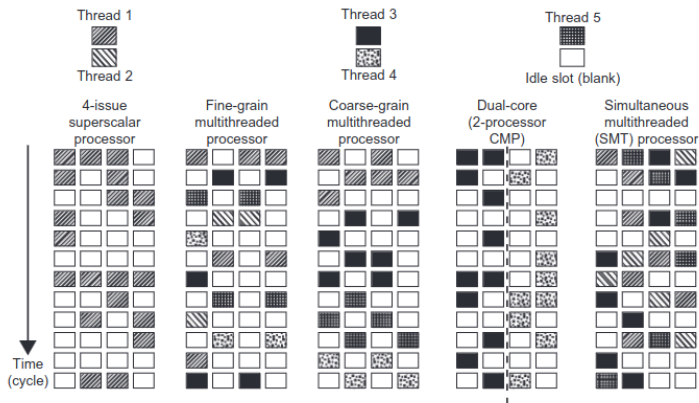 Thread 1
Thread 3
Thread 5
Thread 2
Thread 4
Idle slot (blank)
4-issue
superscalar
processor
Fine-grain
multithreaded
processor
Coarse-grain
multithreaded
processor
Dual-core
(2-processor
CMP)
Simultaneous
multithreaded
(SMT) processor
Time
(cycle)